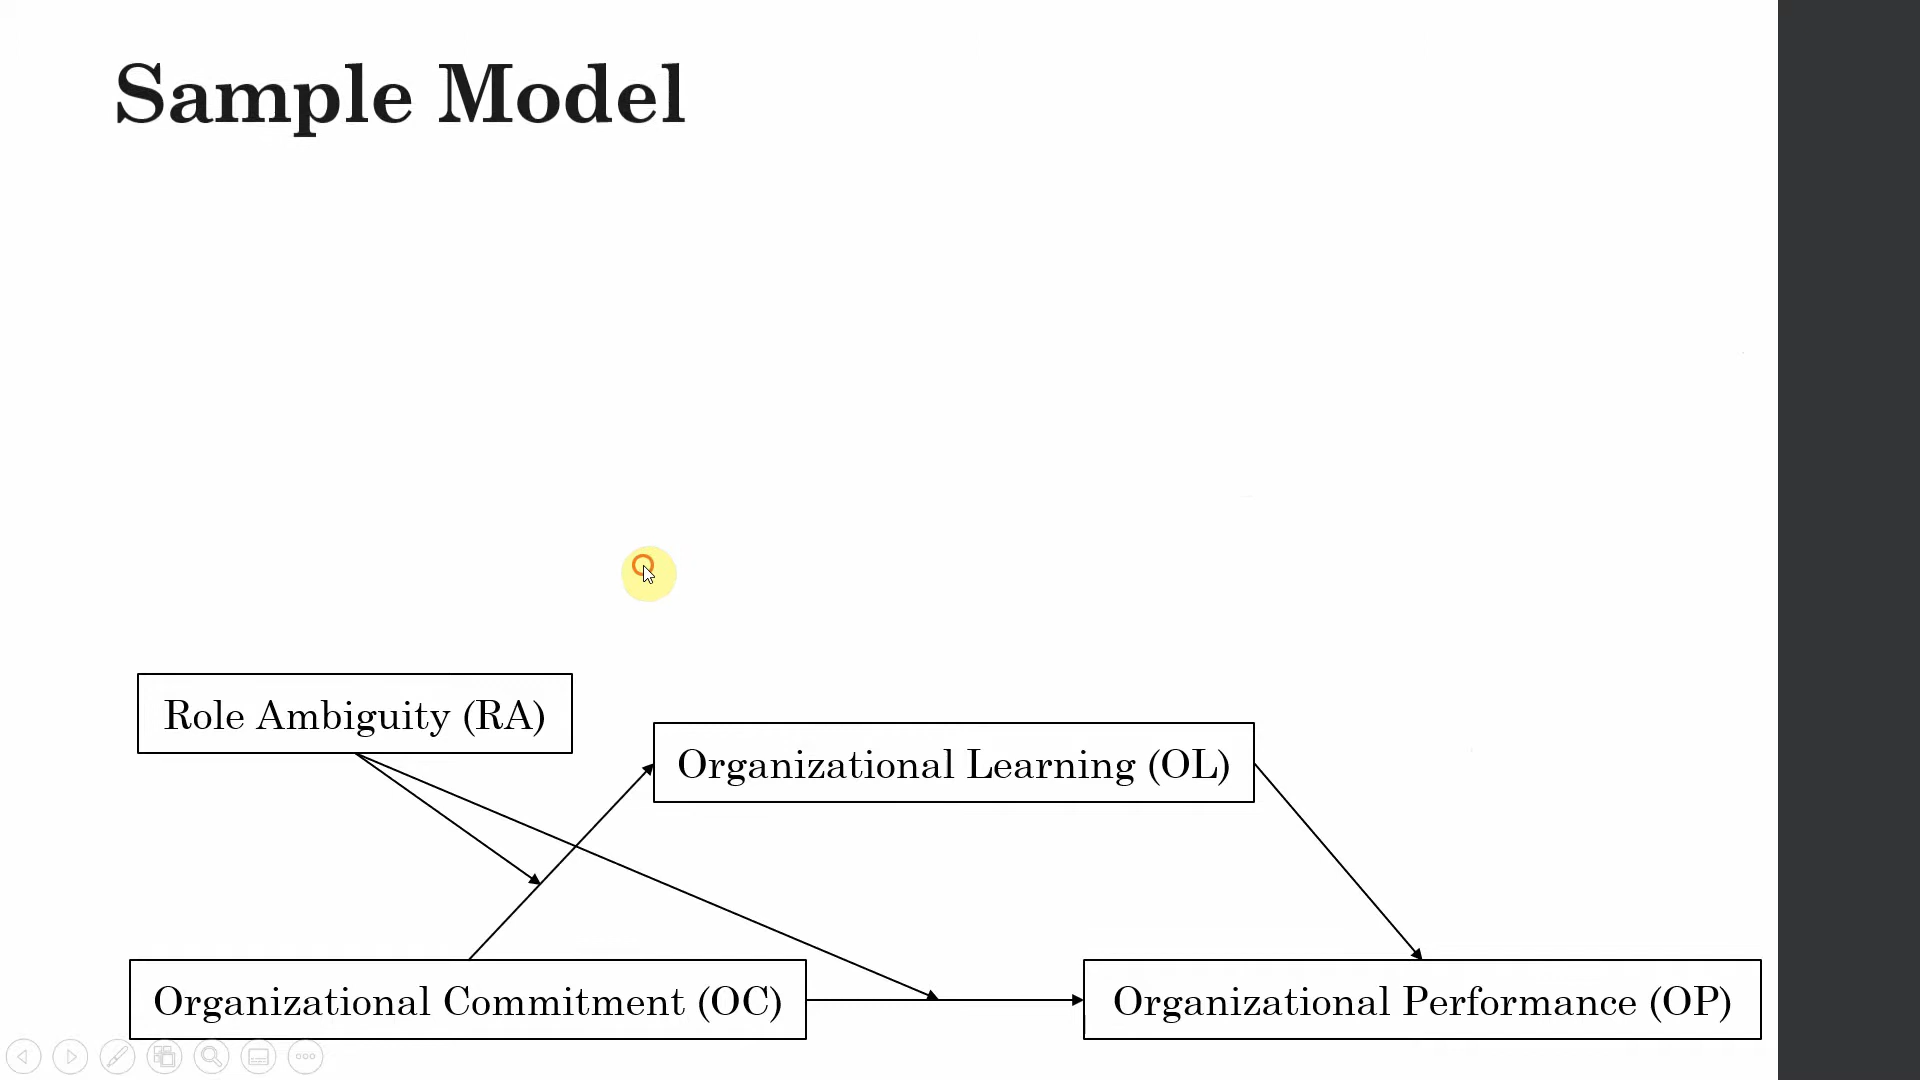 Sample Model
Role Ambiguity (RA)
Organizational Learning (OL)
Organizational Commitment (OC)
Organizational Performance (OP)